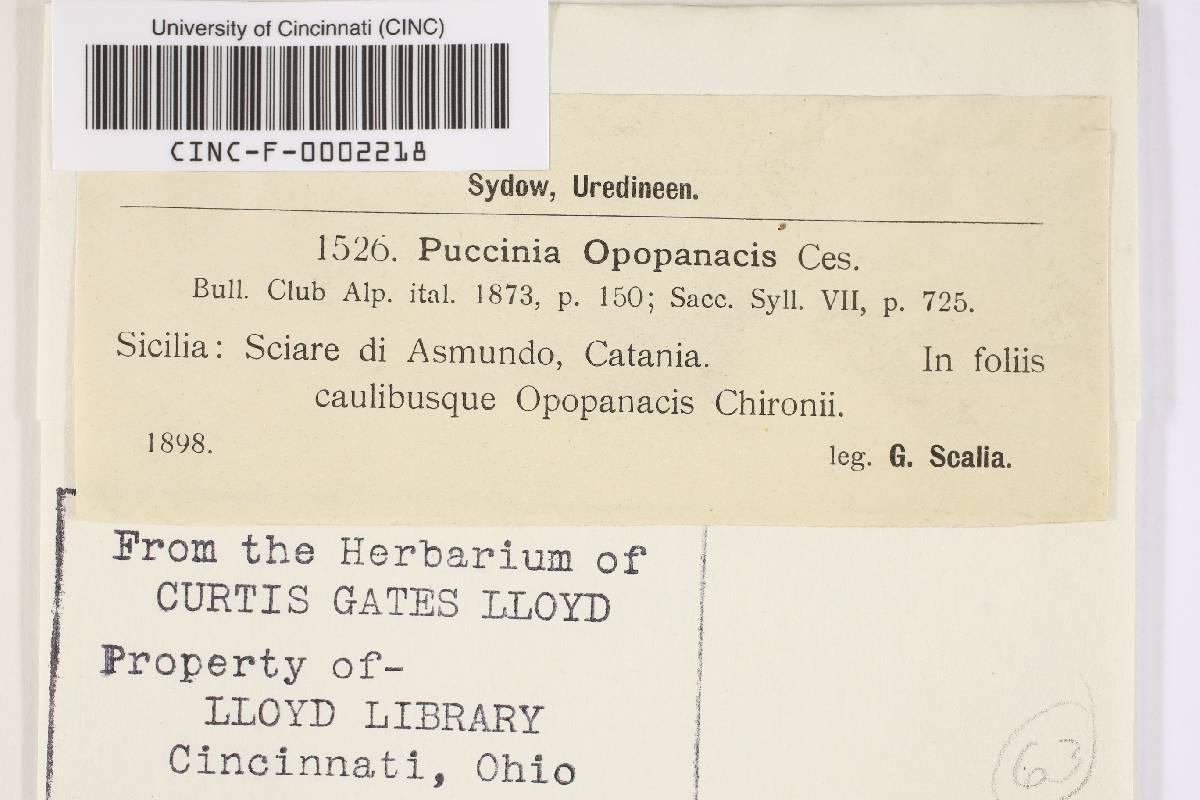 University of Cincinnati (CINC)
CINC-F-0002218
Sydow, Uredineen.
1526. Puccinia Opopanacis Ces.
Bull. Club Alp. ital. 1873, p. 150; Sacc. Syll. VII, p. 725.
Sicilia: Sciare di Asmundo, Catania. In foliis
caulibusque Opopanacis Chironii.
1898. leg. G. Scalia.
From the Herbarium of
CURTIS GATES LLOYD
Property of-
LLOYD LIBRARY
Cincinnati, Ohio
63